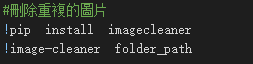 #刪除重複的圖片
!pip install imagecleaner
!image-cleaner folder_path